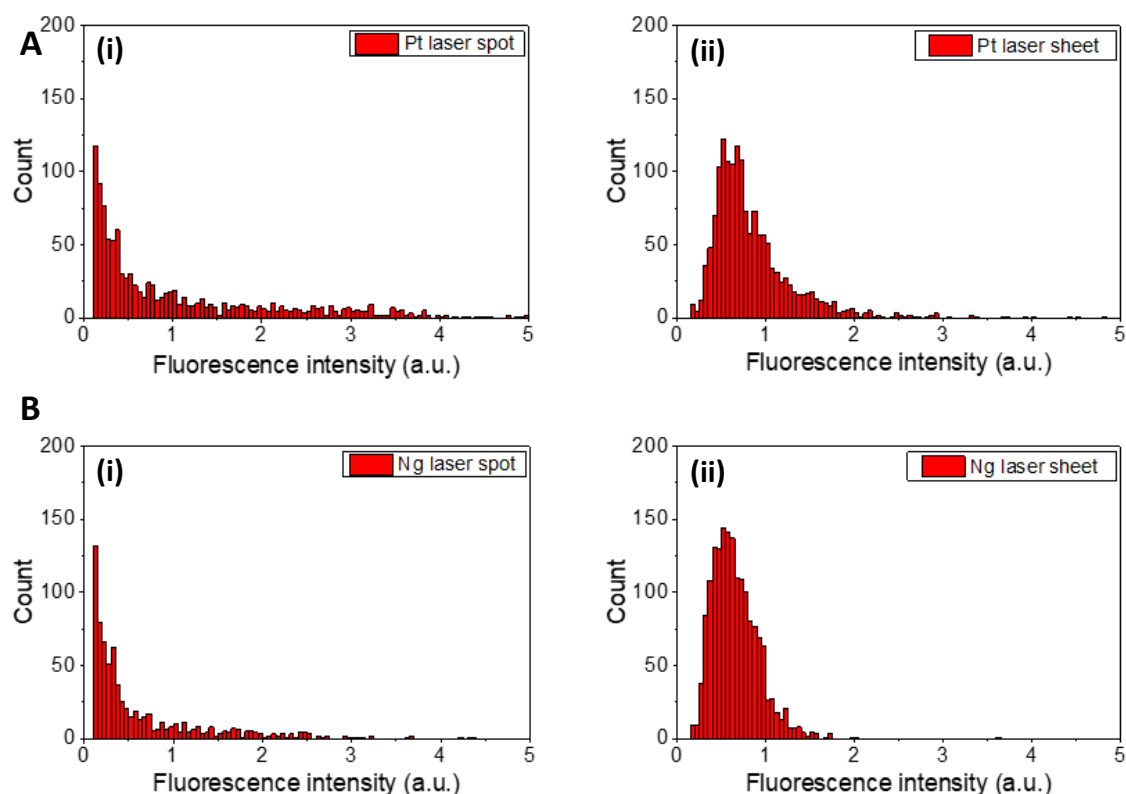 A
(i)
Pt laser spot
200
150
100
50
0
Count
0 1 2 3 4 5
Fluorescence intensity (a.u.)
(ii)
Pt laser sheet
200
150
100
50
0
Count
0 1 2 3 4 5
Fluorescence intensity (a.u.)
B
(i)
Ng laser spot
200
150
100
50
0
Count
0 1 2 3 4 5
Fluorescence intensity (a.u.)
(ii)
Ng laser sheet
200
150
100
50
0
Count
0 1 2 3 4 5
Fluorescence intensity (a.u.)